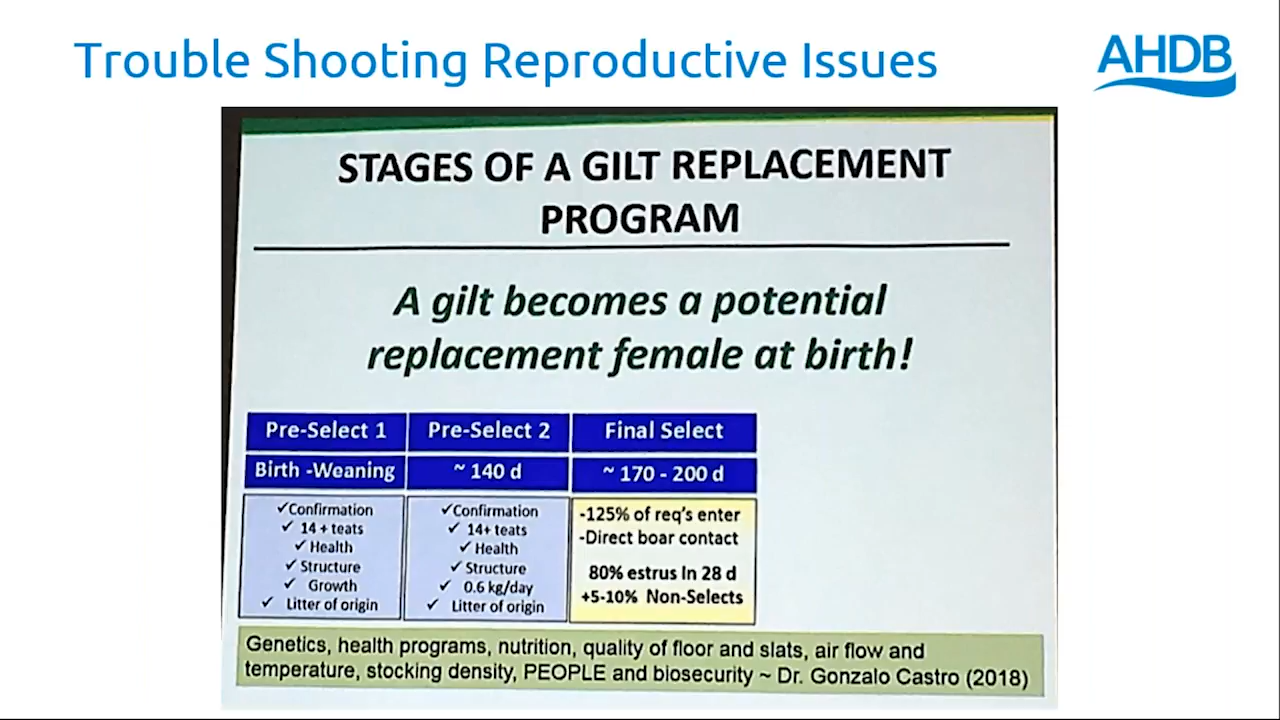 Trouble Shooting Reproductive Issues
AHDB
STAGES OF A GILT REPLACEMENT
PROGRAM
A gilt becomes a potential
replacement female at birth!
Pre-Select 1
Pre-Select 2
Final Select
Birth -Weaning
~ 140 d
~ 170 - 200 d
✓Confirmation
✓ 14 + teats
✓ Health
✓ Structure
✓ Growth
✓ Litter of origin
✓Confirmation
✓ 14+ teats
✓ Health
✓ Structure
✓ 0.6 kg/day
✓ Litter of origin
-125% of req's enter
-Direct boar contact
80% estrus In 28 d
+5-10% Non-Selects
Genetics, health programs, nutrition, quality of floor and slats, air flow and
temperature, stocking density, PEOPLE and biosecurity ~ Dr. Gonzalo Castro (2018)